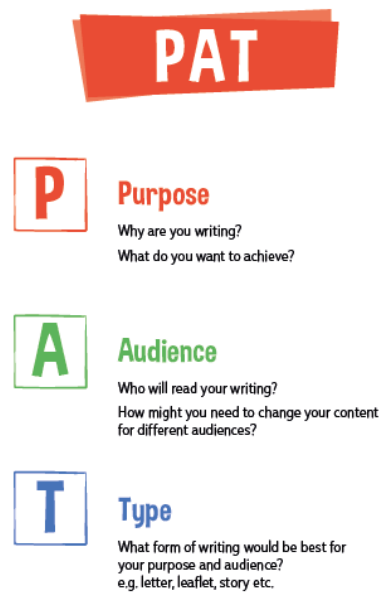 PAT
P
Purpose
Why are you writing?
What do you want to achieve?
A
Audience
Who will read your writing?
How might you need to change your content
for different audiences?
T
Type
What form of writing would be best for
your purpose and audience?
e.g. letter, leaflet, story etc.